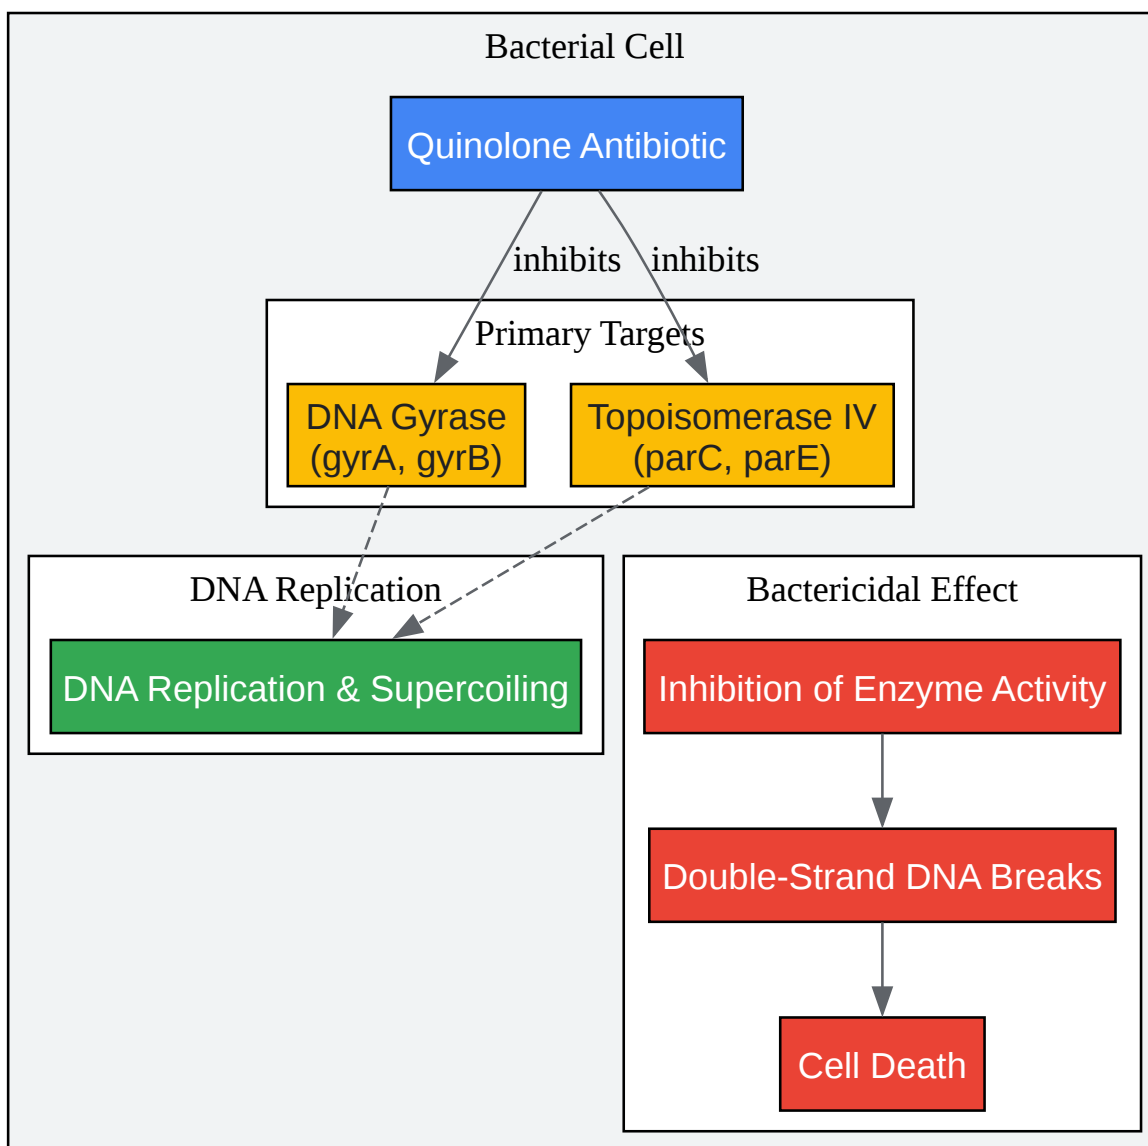 Bacterial Cell
Quinolone Antibiotic
inhibits
inhibits
Primary Targets
DNA Gyrase
(gyrA, gyrB)
Topoisomerase IV
(parC, parE)
DNA Replication
DNA Replication & Supercoiling
Bactericidal Effect
Inhibition of Enzyme Activity
Double-Strand DNA Breaks
Cell Death